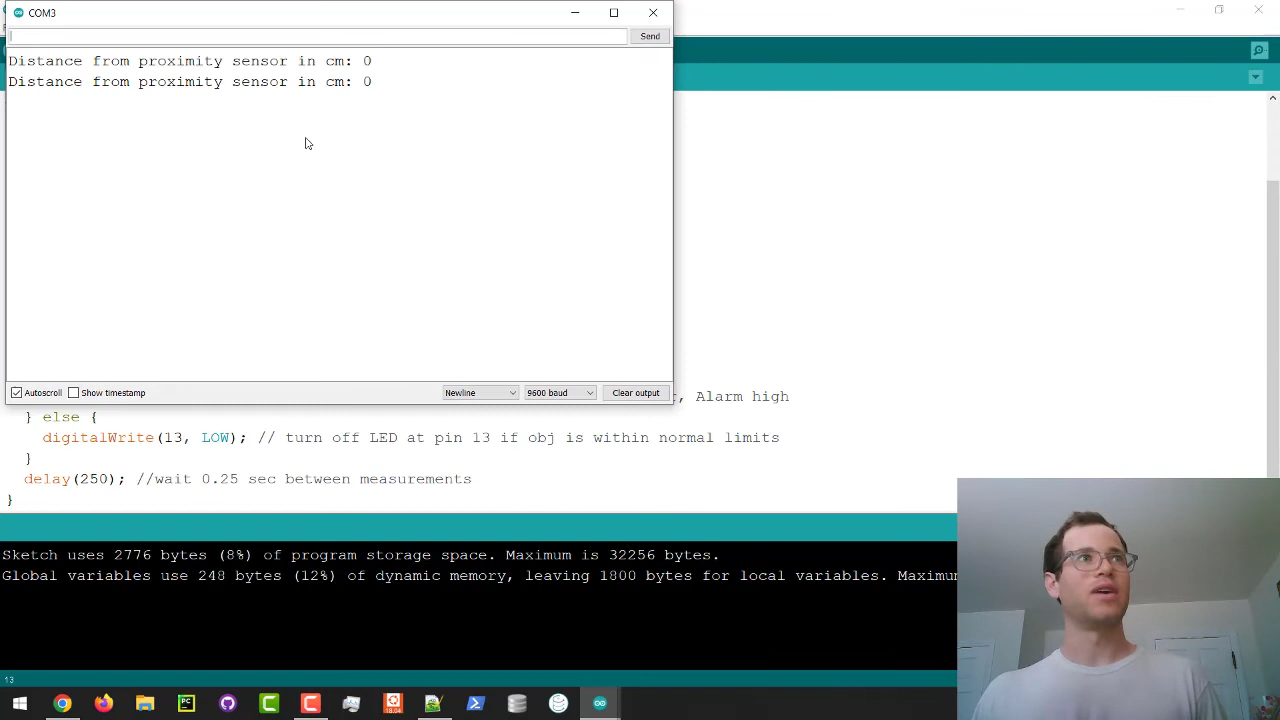 COM3
Send
Distance from proximity sensor in cm: 0
Distance from proximity sensor in cm: 0
Autoscroll
Show timestamp
Newline
9600 baud
Clear output
, Alarm high
} else {
digitalWrite(13, LOW); // turn off LED at pin 13 if obj is within normal limits
}
delay(250); //wait 0.25 sec between measurements
}
Sketch uses 2776 bytes (8%) of program storage space. Maximum is 32256 bytes.
Global variables use 248 bytes (12%) of dynamic memory, leaving 1800 bytes for local variables. Maximum
13
PC
18.04